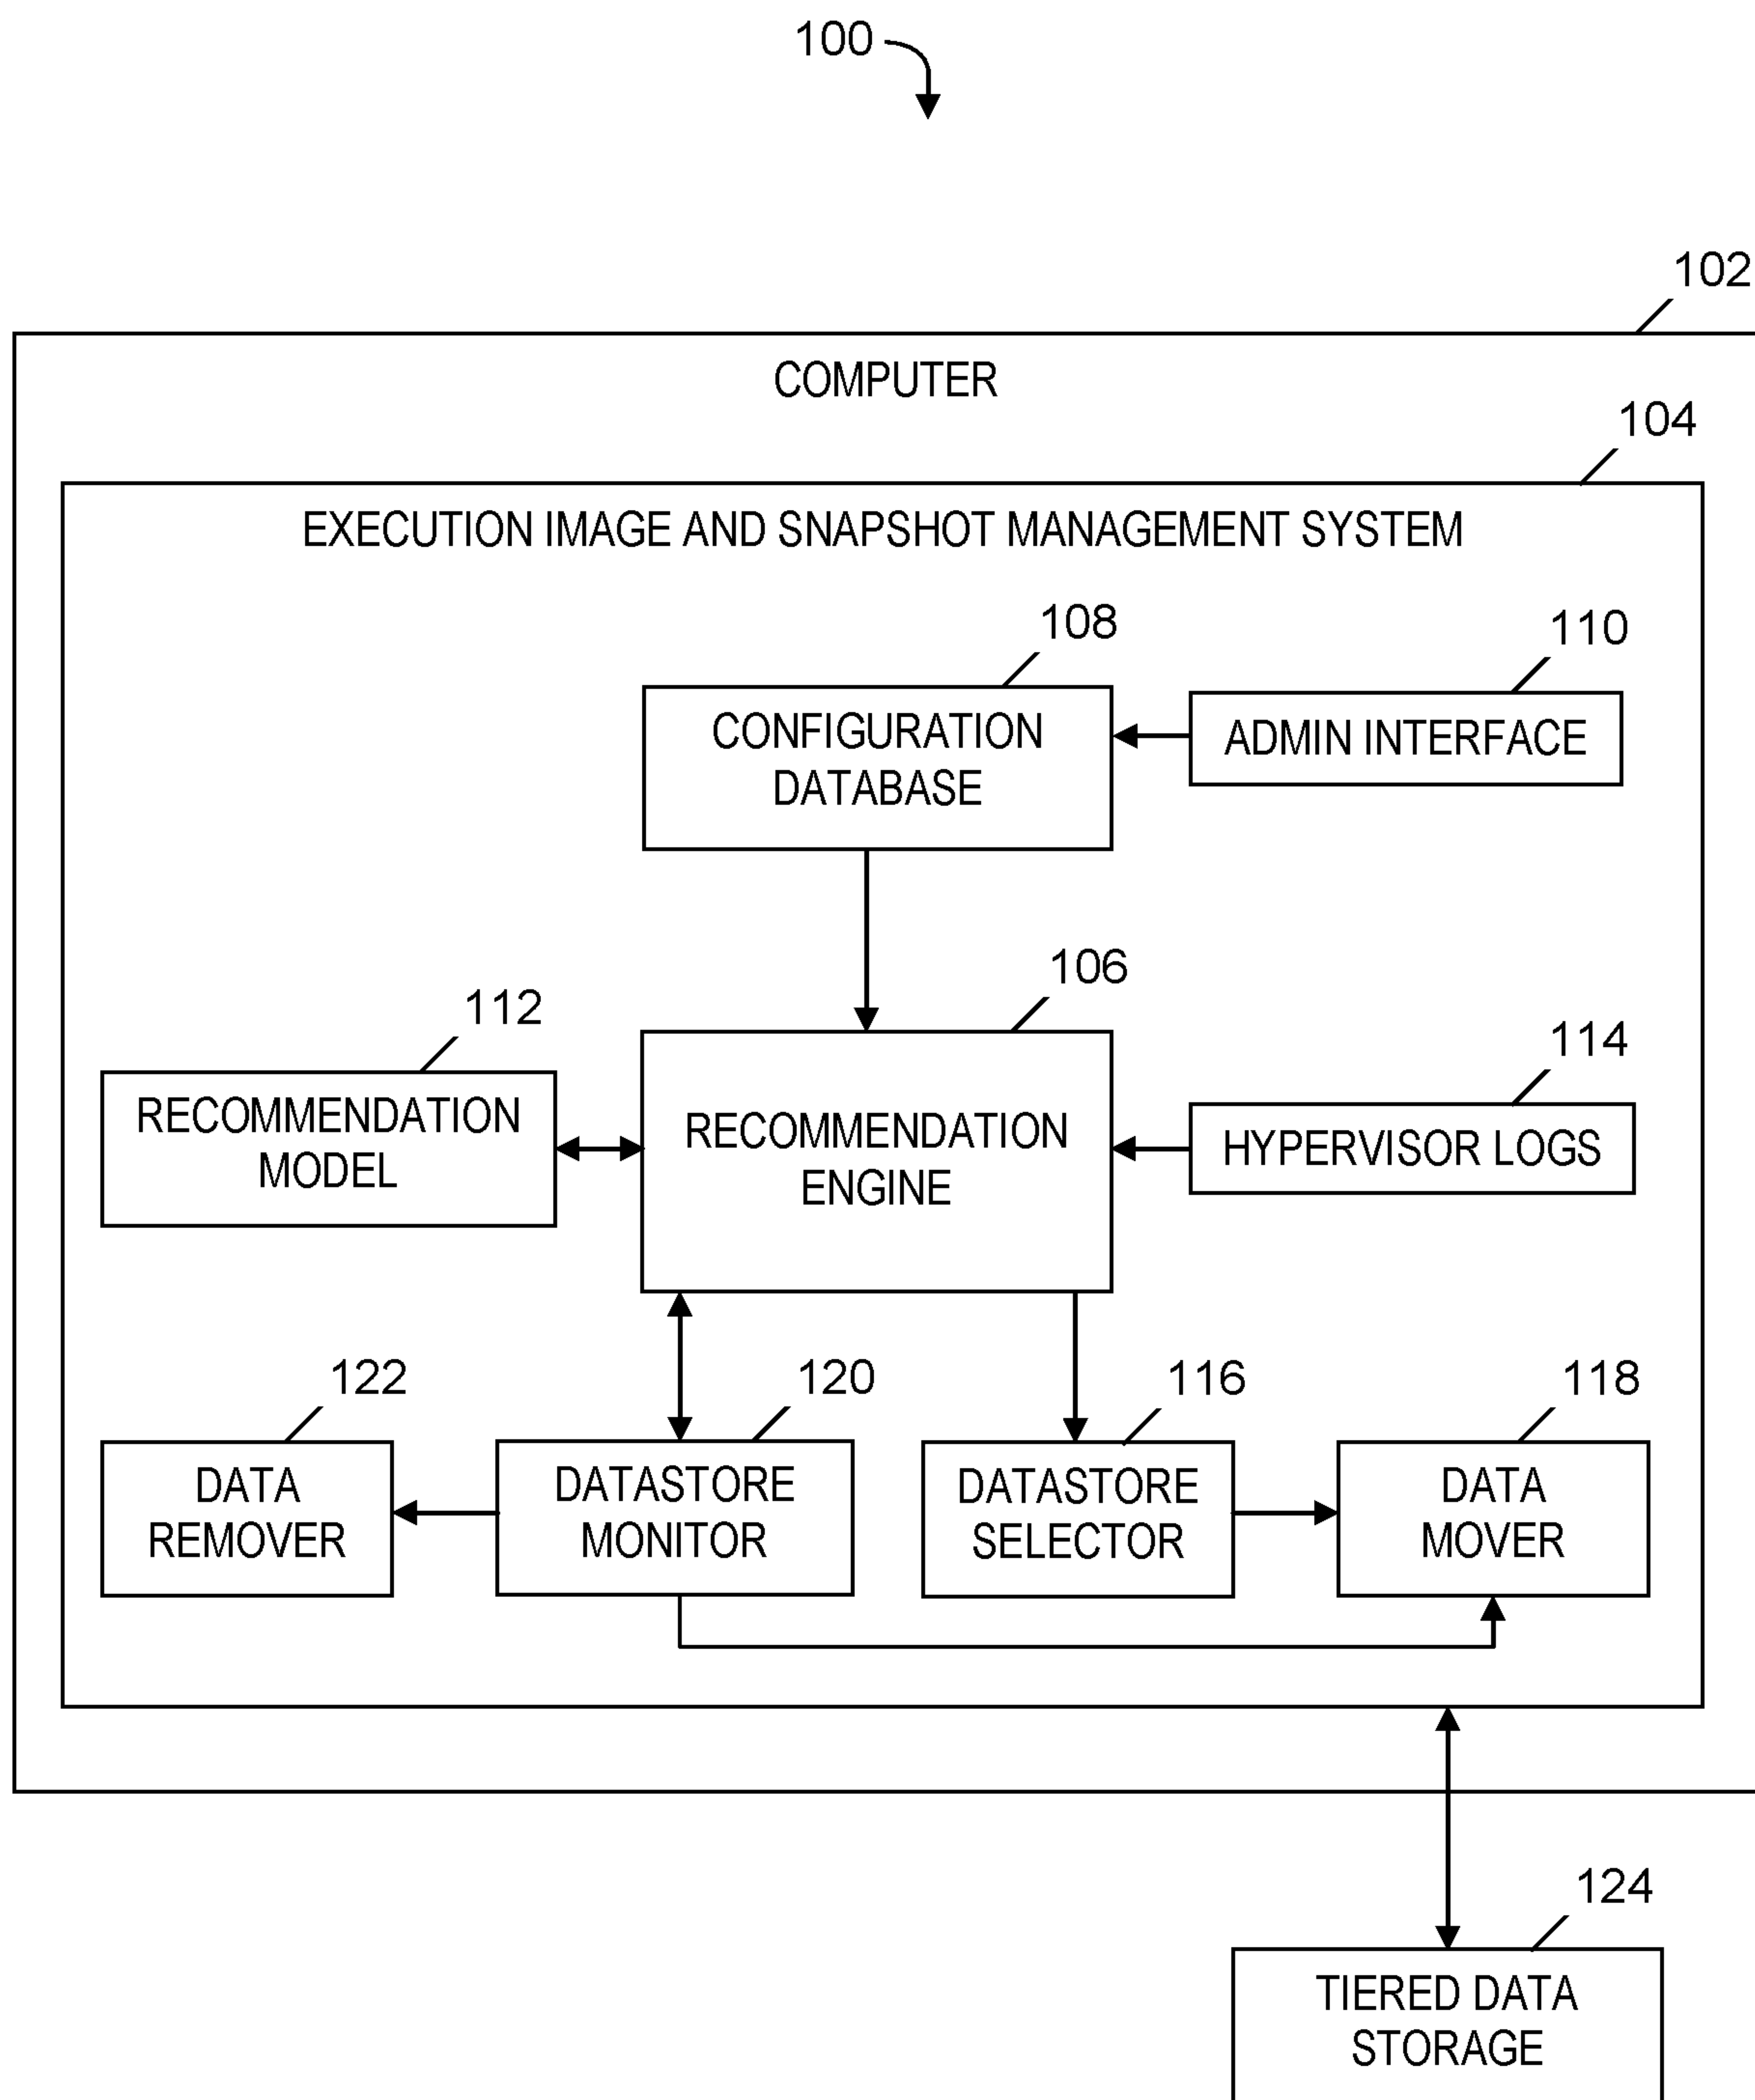 100
102
COMPUTER
104
EXECUTION IMAGE AND SNAPSHOT MANAGEMENT SYSTEM
108
110
CONFIGURATION
DATABASE
ADMIN INTERFACE
106
112
114
RECOMMENDATION
MODEL
RECOMMENDATION
ENGINE
HYPERVISOR LOGS
122
120
116
118
DATA
REMOVER
DATASTORE
MONITOR
DATASTORE
SELECTOR
DATA
MOVER
124
TIERED DATA
STORAGE